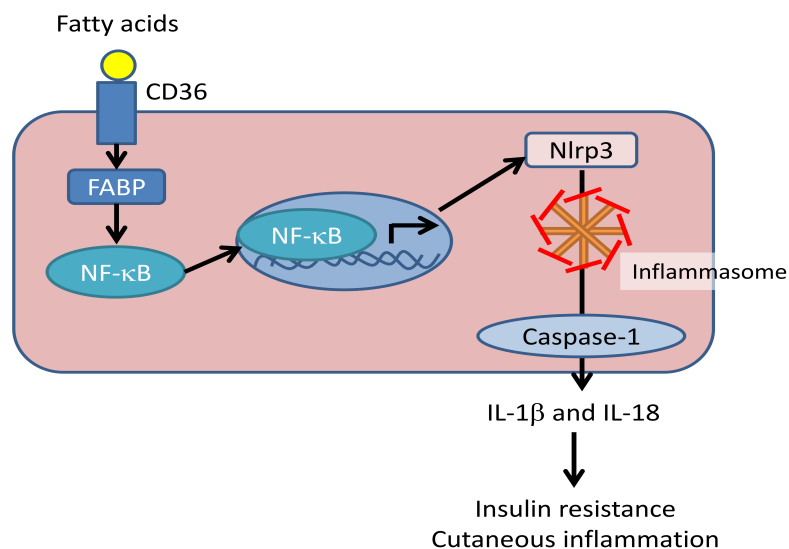 Fatty acids
CD36
FABP
NF-κB
NF-κB
Nlrp3
Inflammasome
Caspase-1
IL-1β and IL-18
Insulin resistance
Cutaneous inflammation